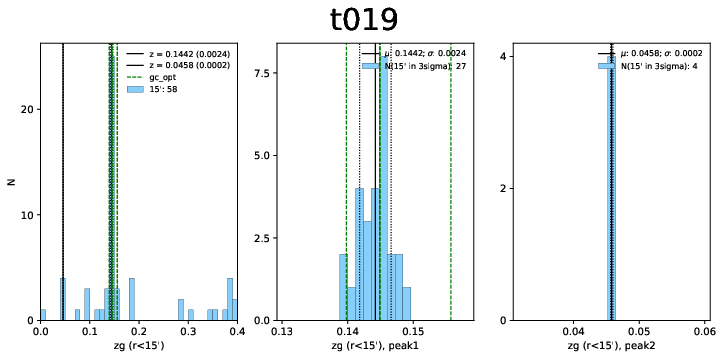 t019
z = 0.1442 (0.0024)
z = 0.0458 (0.0002)
gc_opt
15': 58
20
10
0
N
0.0 0.1 0.2 0.3 0.4
zg (r<15')
μ: 0.1442; σ: 0.0024
N(15' in 3sigma): 27
7.5
5.0
2.5
0.0
0.13 0.14 0.15
zg (r<15'), peak1
μ: 0.0458; σ: 0.0002
N(15' in 3sigma): 4
4
2
0
0.04 0.05 0.06
zg (r<15'), peak2